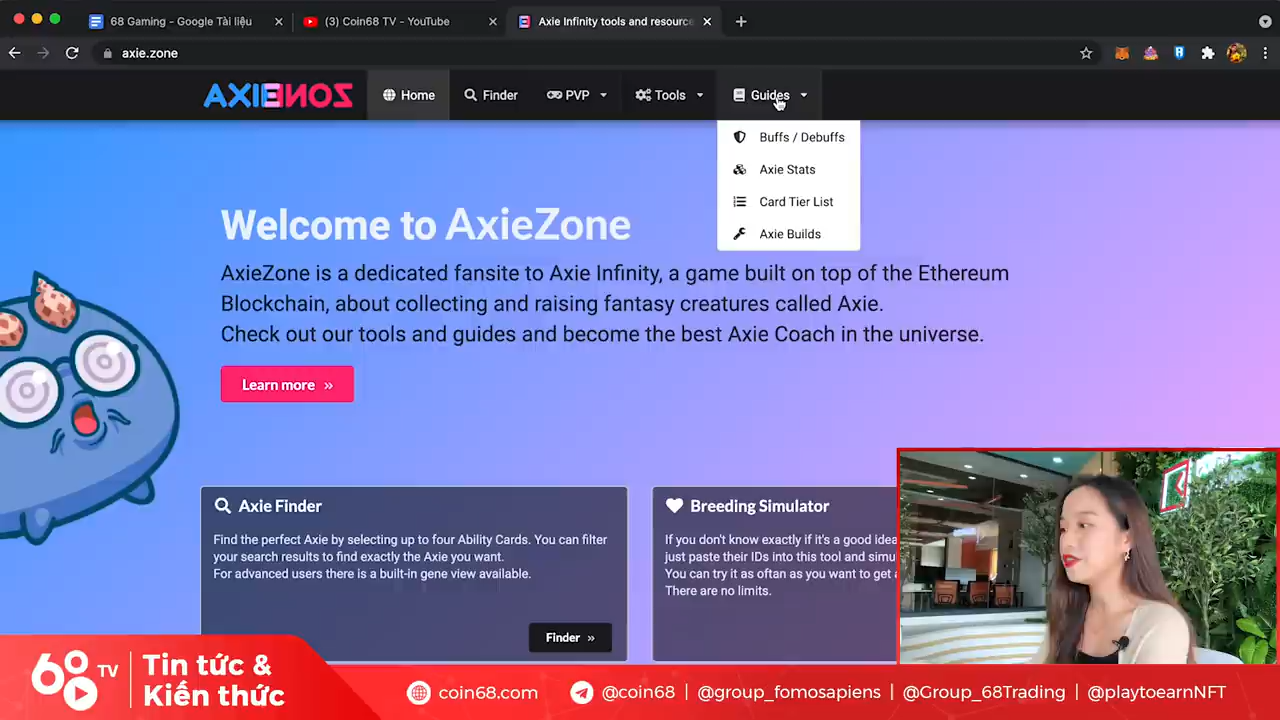 68 Gaming - Google Tài liệu
(3) Coin68 TV - YouTube
Axie Infinity tools and resource
axie.zone
AXIEZONE
Home
Finder
PVP
Tools
Guides
Buffs / Debuffs
Axie Stats
Card Tier List
Axie Builds
Welcome to AxieZone
AxieZone is a dedicated fansite to Axie Infinity, a game built on top of the Ethereum
Blockchain, about collecting and raising fantasy creatures called Axie.
Check out our tools and guides and become the best Axie Coach in the universe.
Learn more »
Axie Finder
Find the perfect Axie by selecting up to four Ability Cards. You can filter
your search results to find exactly the Axie you want.
For advanced users there is a built-in gene view available.
Finder »
Breeding Simulator
If you don't know exactly if it's a good idea
just paste their IDs into this tool and simu
You can try it as oftan as you want to get
There are no limits.
68 TV
Tin tức &
Kiến thức
coin68.com
@coin68 | @group_fomosapiens | @Group_68Trading | @playtoearnNFT